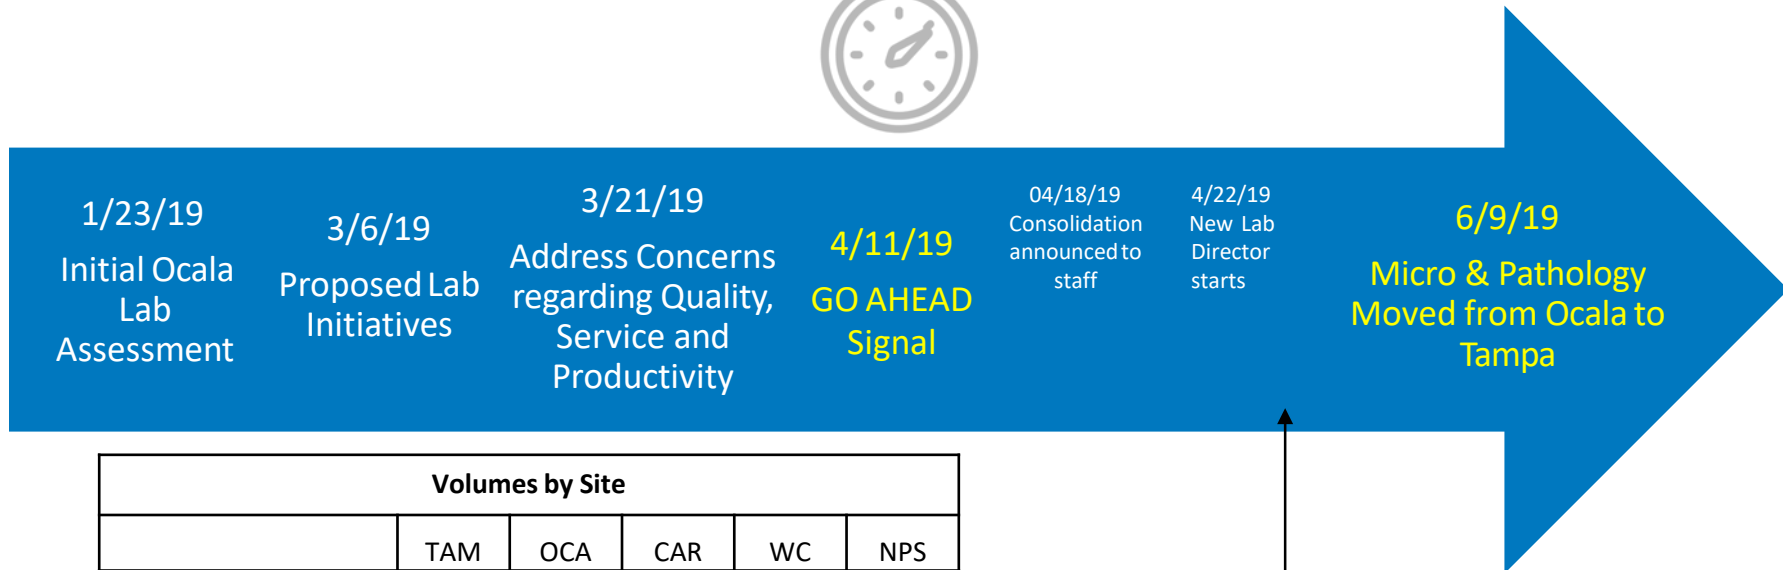 1/23/19
Initial Ocala
Lab
Assessment
3/6/19
Proposed Lab
Initiatives
3/21/19
Address Concerns
regarding Quality,
Service and
Productivity
4/11/19
GO AHEAD
Signal
04/18/19
Consolidation
announced to
staff
4/22/19
New Lab
Director
starts
6/9/19
Micro & Pathology
Moved from Ocala to
Tampa
Volumes by Site
TAM OCA CAR WC NPS